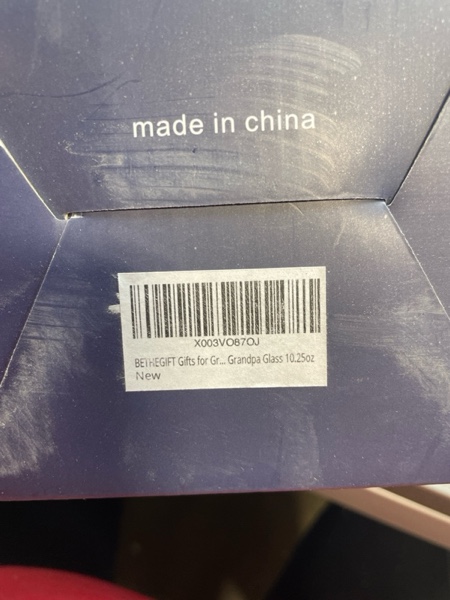 made in china
X003VO87OJ
BETHEGIFT Gifts for Gr... Grandpa Glass 10.25oz
New